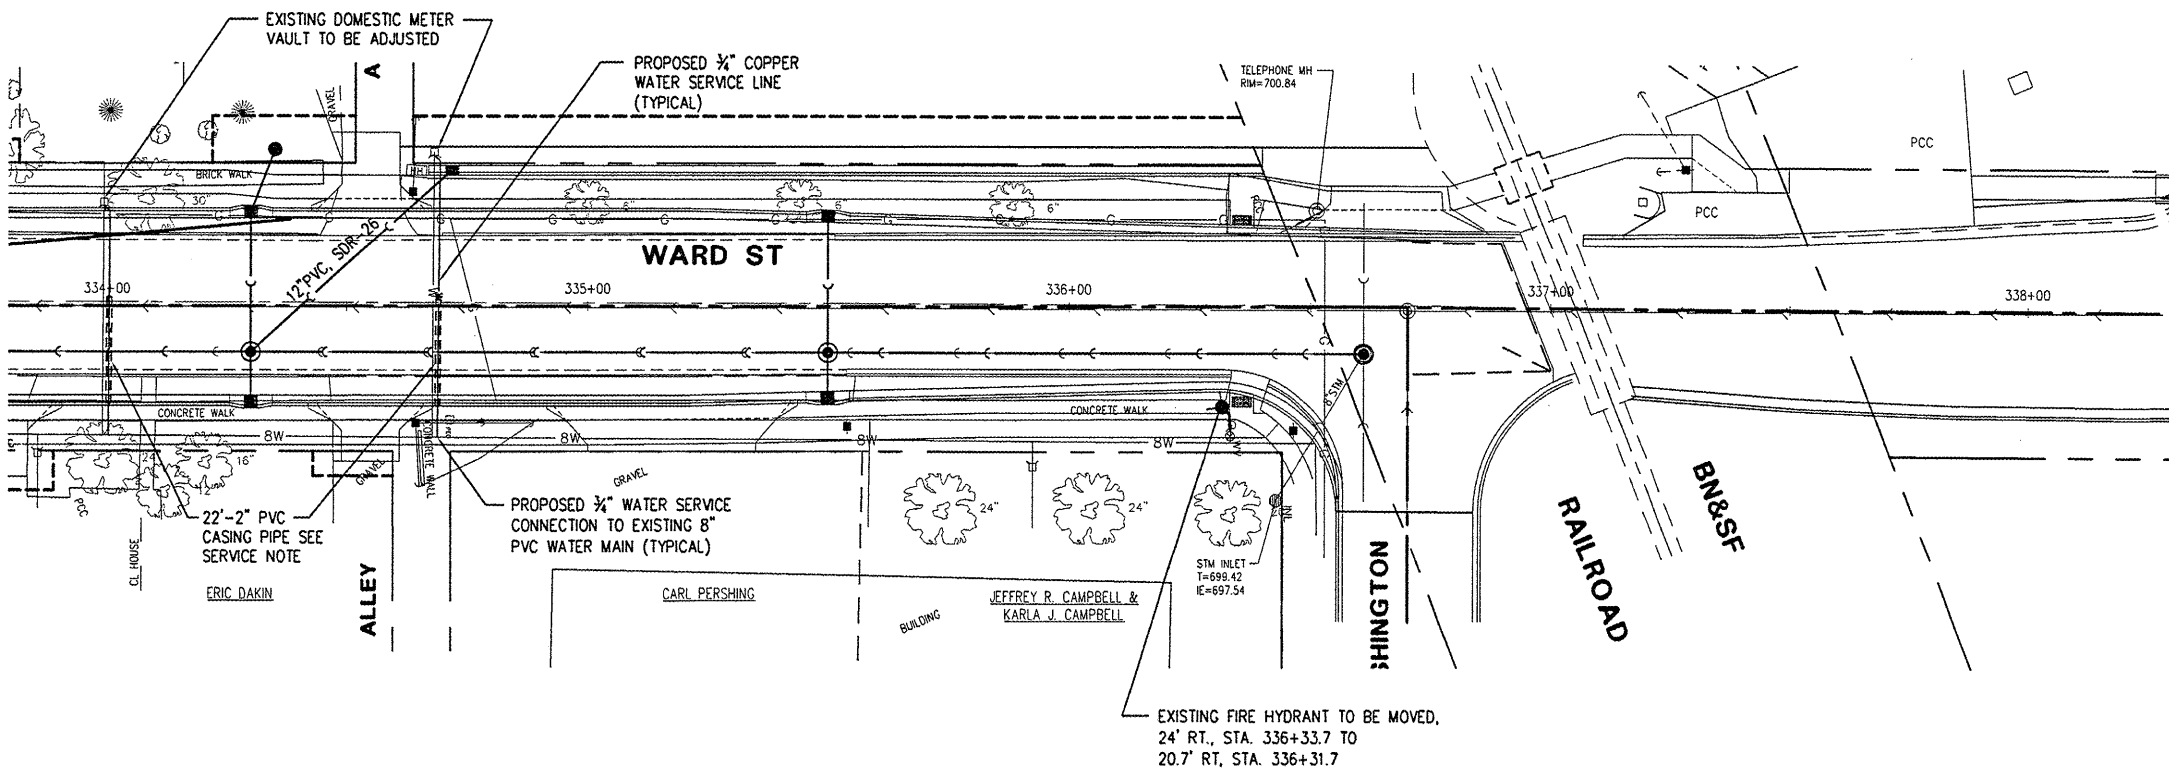 EXISTING DOMESTIC METER
VAULT TO BE ADJUSTED
PROPOSED ¾" COPPER
WATER SERVICE LINE
(TYPICAL)
TELEPHONE MH
RIM=700.84
A
GRAVEL
BRICK WALK
30"
HH
6"
6"
6"
PCC
PCC
G
G
G
G
G
G
12"PVC, SDR-26
WARD ST
334+00
335+00
336+00
337+00
338+00
W
8"STM
CONCRETE WALK
CONCRETE WALK
8W
8W
8W
8W
24"
16"
12"
PCC
GRAVEL
CONCRETE WALL
GRAVEL
24"
24"
INL
22'-2" PVC
CASING PIPE SEE
SERVICE NOTE
PROPOSED ¾" WATER SERVICE
CONNECTION TO EXISTING 8"
PVC WATER MAIN (TYPICAL)
CL HOUSE
ERIC DAKIN
ALLEY
CARL PERSHING
BUILDING
JEFFREY R. CAMPBELL &
KARLA J. CAMPBELL
STM INLET
T=699.42
IE=697.54
SHINGTON
RAILROAD
BN&SF
EXISTING FIRE HYDRANT TO BE MOVED,
24' RT., STA. 336+33.7 TO
20.7' RT, STA. 336+31.7